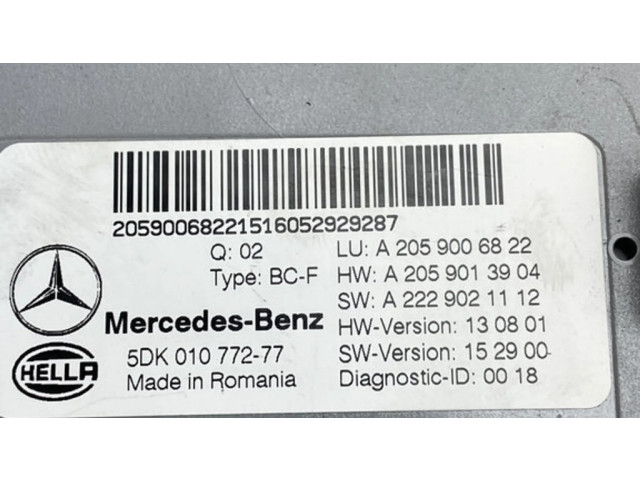 20590068221516052929287
Q: 02 LU: A 205 900 68 22
Type: BC-F HW: A 205 901 39 04
SW: A 222 902 11 12
Mercedes-Benz HW-Version: 13 08 01
5DK 010 772-77 SW-Version: 15 29 00
HELLA Made in Romania Diagnostic-ID: 00 18